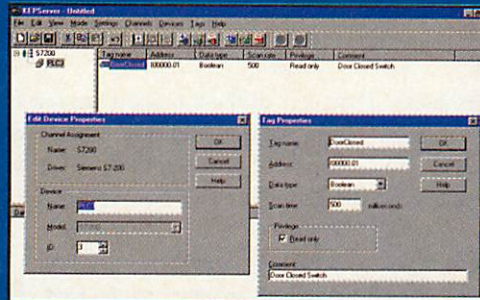 KEPServer - Untitled
File Edit View Mode Settings Channels Devices Tags Help
S7200
PLC
Tag name Address Data type Scan rate Privilege Comment
DoorClosed I00000.01 Boolean 500 Read only Door Closed Switch
Edit Device Properties
Channel Assignment
Name: S7200
Driver: Siemens S7-200
Device
Name:
Model:
ID: 3
OK
Cancel
Help
Tag Properties
Tag name: DoorClosed
Address: I00000.01
Data type: Boolean
Scan time: 500 milliseconds
Privilege
Read only
Comment:
Door Closed Switch
OK
Cancel
Help